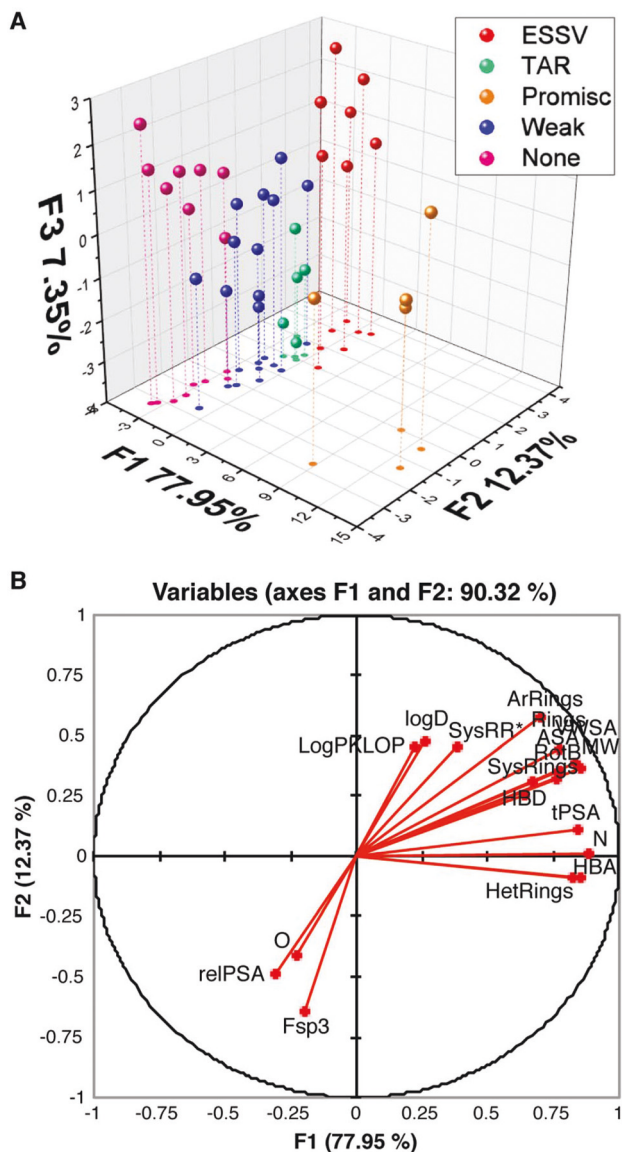 A
ESSV
TAR
Promisc
Weak
None
3
2
1
0
-1
-2
-3
-4
F3 7.35%
-3
0
3
6
9
12
15
F1 77.95%
-4
-3
-2
-1
0
1
2
3
4
F2 12.37%
B
Variables (axes F1 and F2: 90.32 %)
1
0.75
0.5
0.25
0
-0.25
-0.5
-0.75
-1
F2 (12.37 %)
ArRings
logD
Rings
VWSA
SysRR*
LogPKLOP
ASA
RotB
MW
SysRings
HBD
tPSA
N
HBA
HetRings
O
relPSA
Fsp3
-1
-0.75
-0.5
-0.25
0
0.25
0.5
0.75
1
F1 (77.95 %)